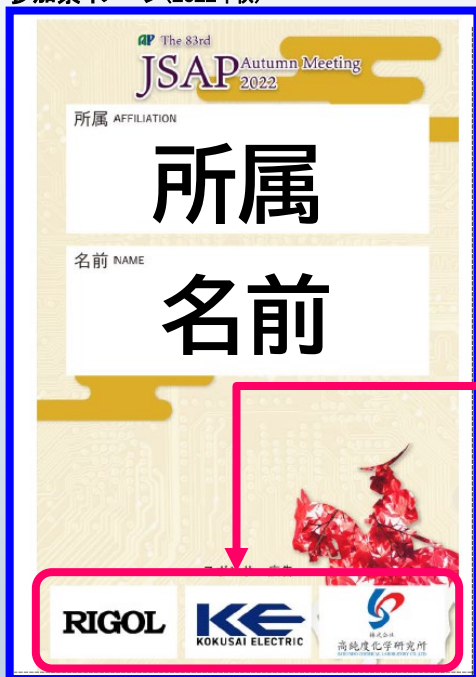 The 83rd
JSAP Autumn Meeting
2022
所属 AFFILIATION
所属
名前 NAME
名前
RIGOL
KE
KOKUSAI ELECTRIC
株式会社
高純度化学研究所